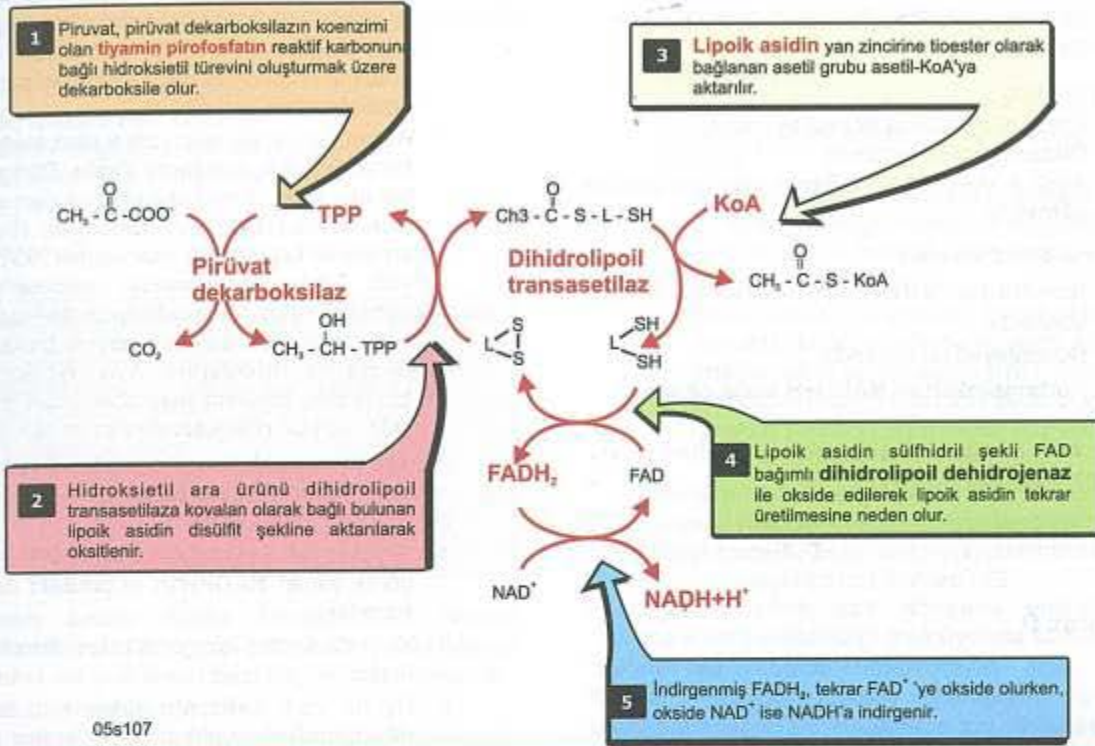 1 Piruvat, pirüvat dekarboksilazın koenzimi
olan tiyamin pirofosfatın reaktif karbonuna
bağlı hidroksietil türevini oluşturmak üzere
dekarboksile olur.
3 Lipoik asidin yan zincirine tioester olarak
bağlanan asetil grubu asetil-KoA'ya
aktarılır.
O
CH₃ - C - COO⁻
TPP
O
Ch3 - C - S - L - SH
KoA
Pirüvat
dekarboksilaz
Dihidrolipoil
transasetilaz
O
CH₃ - C - S - KoA
CO₂
OH
CH₃ - CH - TPP
S
L
S
SH
L
SH
2 Hidroksietil ara ürünü dihidrolipoil
transasetilaza kovalan olarak bağlı bulunan
lipoik asidin disülfit şekline aktarılarak
oksitlenir.
FADH₂
FAD
4 Lipoik asidin sülfhidril şekli FAD
bağımlı dihidrolipoil dehidrojenaz
ile okside edilerek lipoik asidin tekrar
üretilmesine neden olur.
NAD⁺
NADH+H⁺
5 İndirgenmiş FADH₂, tekrar FAD⁺ 'ye okside olurken,
okside NAD⁺ ise NADH'a indirgenir.
05s107